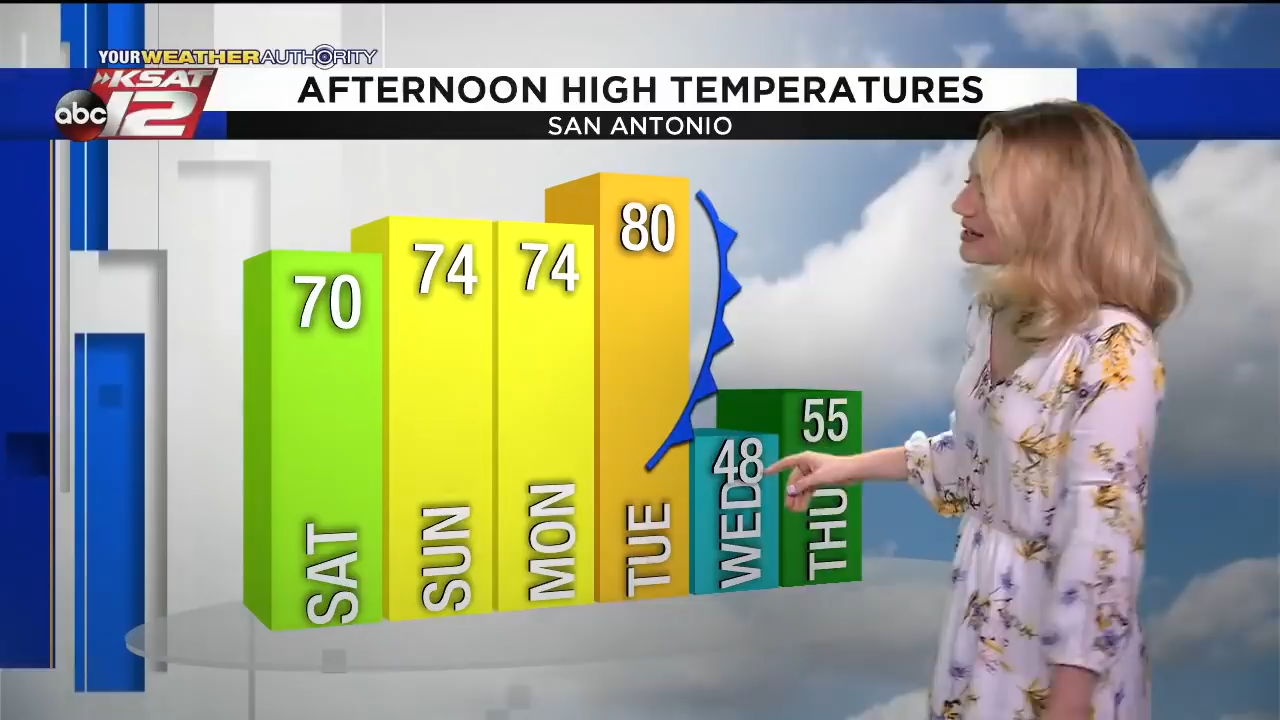 YOURWEATHERAUTHORITY
KSAT
abc 12
AFTERNOON HIGH TEMPERATURES
SAN ANTONIO
70 74 74 80 48 55
SAT SUN MON TUE WED THU